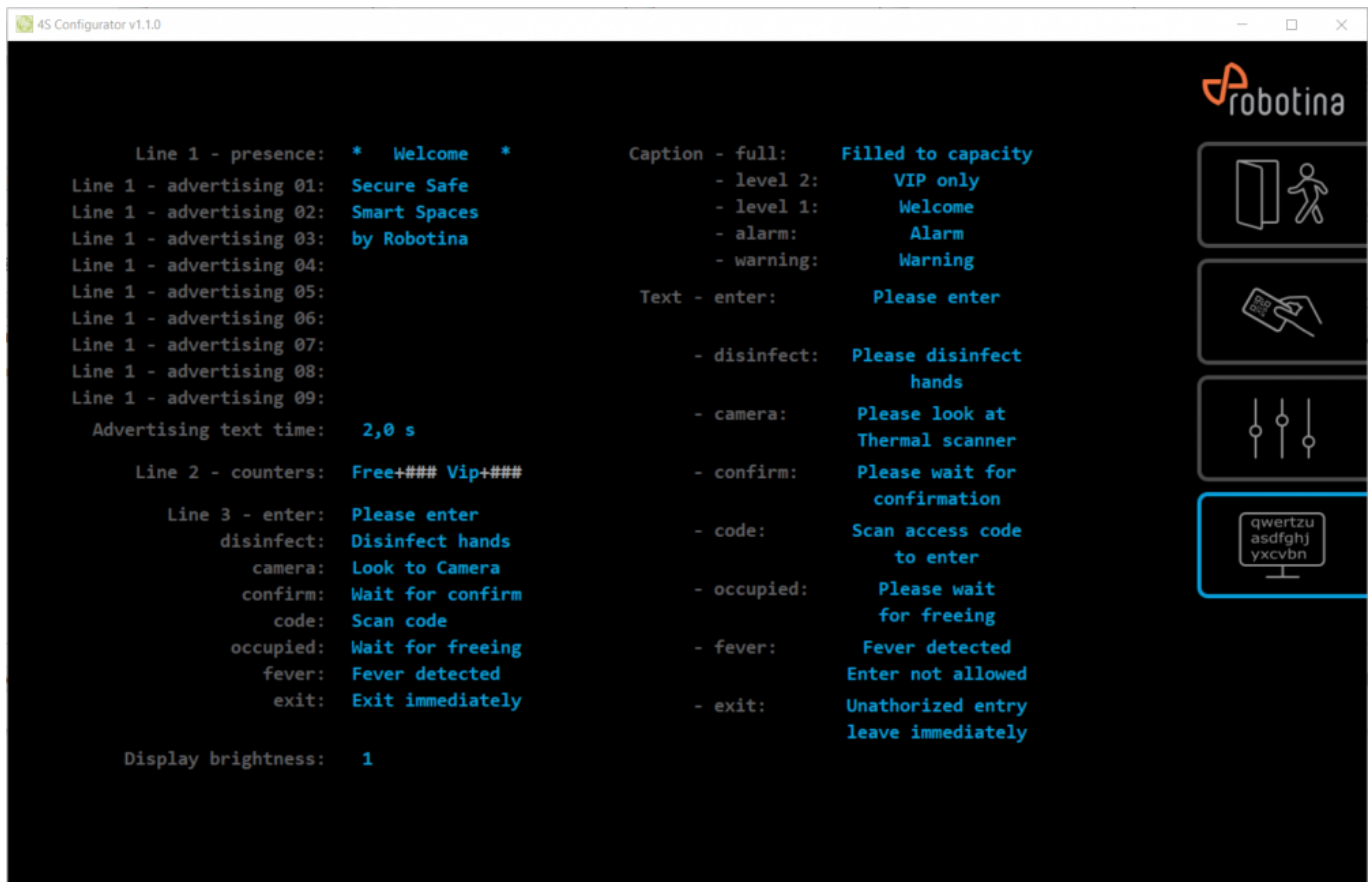 4S Configurator v1.1.0
robotina
Line 1 - presence: * Welcome *
Line 1 - advertising 01: Secure Safe
Line 1 - advertising 02: Smart Spaces
Line 1 - advertising 03: by Robotina
Line 1 - advertising 04:
Line 1 - advertising 05:
Line 1 - advertising 06:
Line 1 - advertising 07:
Line 1 - advertising 08:
Line 1 - advertising 09:
Advertising text time: 2,0 s
Line 2 - counters: Free+### Vip+###
Line 3 - enter: Please enter
disinfect: Disinfect hands
camera: Look to Camera
confirm: Wait for confirm
code: Scan code
occupied: Wait for freeing
fever: Fever detected
exit: Exit immediately
Display brightness: 1
Caption - full: Filled to capacity
- level 2: VIP only
- level 1: Welcome
- alarm: Alarm
- warning: Warning
Text - enter: Please enter
- disinfect: Please disinfect
hands
- camera: Please look at
Thermal scanner
- confirm: Please wait for
confirmation
- code: Scan access code
to enter
- occupied: Please wait
for freeing
- fever: Fever detected
Enter not allowed
- exit: Unathorized entry
leave immediately
qwertzu
asdfghj
yxcvbn